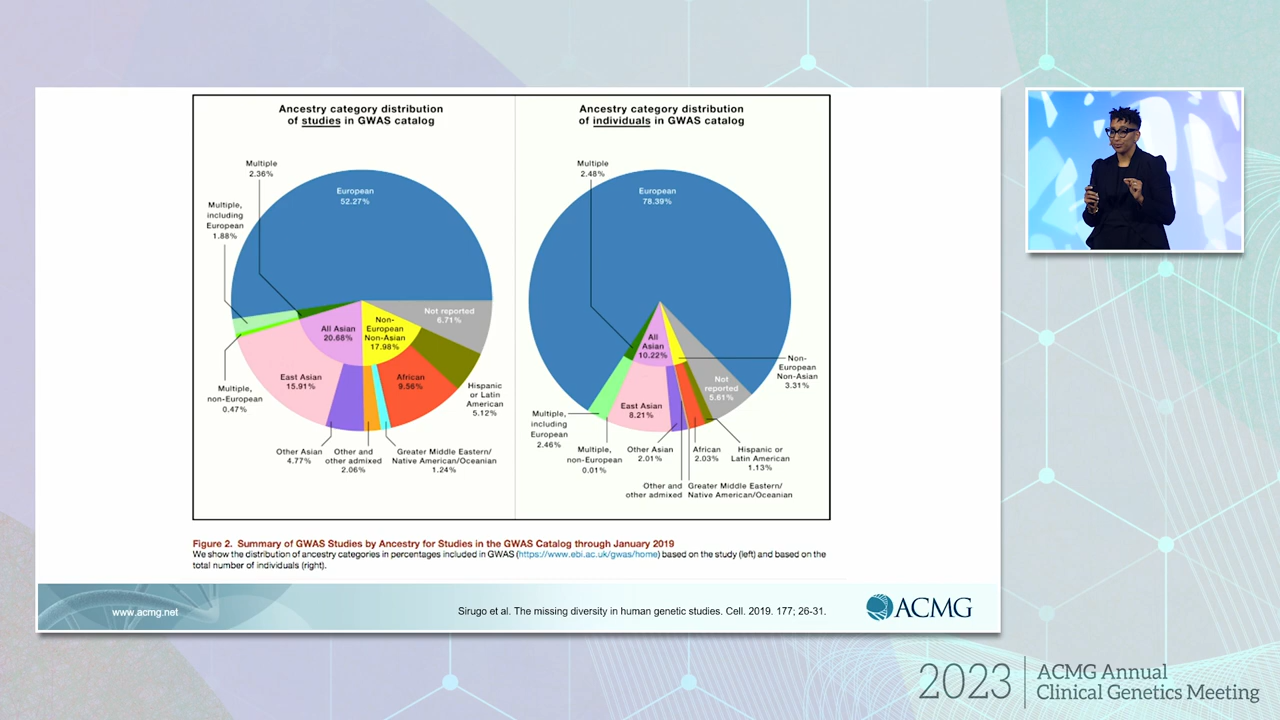 Ancestry category distribution
of studies in GWAS catalog
Multiple
2.36%
European
52.27%
Multiple,
including
European
1.88%
Not reported
6.71%
Non-
European
Non-Asian
17.98%
All Asian
20.68%
East Asian
15.91%
African
9.56%
Multiple,
non-European
0.47%
Hispanic
or Latin
American
5.12%
Other Asian
4.77%
Other and
other admixed
2.06%
Greater Middle Eastern/
Native American/Oceanian
1.24%
Ancestry category distribution
of individuals in GWAS catalog
Multiple
2.48%
European
78.39%
All
Asian
10.22%
Non-
European
Non-Asian
3.31%
Not
reported
5.61%
East Asian
8.21%
Multiple,
including
European
2.46%
Multiple,
non-European
0.01%
Other Asian
2.01%
African
2.03%
Hispanic or
Latin American
1.13%
Other and
other admixed
Greater Middle Eastern/
Native American/Oceanian
Figure 2. Summary of GWAS Studies by Ancestry for Studies in the GWAS Catalog through January 2019
We show the distribution of ancestry categories in percentages included in GWAS (https://www.ebi.ac.uk/gwas/home) based on the study (left) and based on the
total number of individuals (right).
www.acmg.net
Sirugo et al. The missing diversity in human genetic studies. Cell. 2019. 177; 26-31.
ACMG
2023
ACMG Annual
Clinical Genetics Meeting